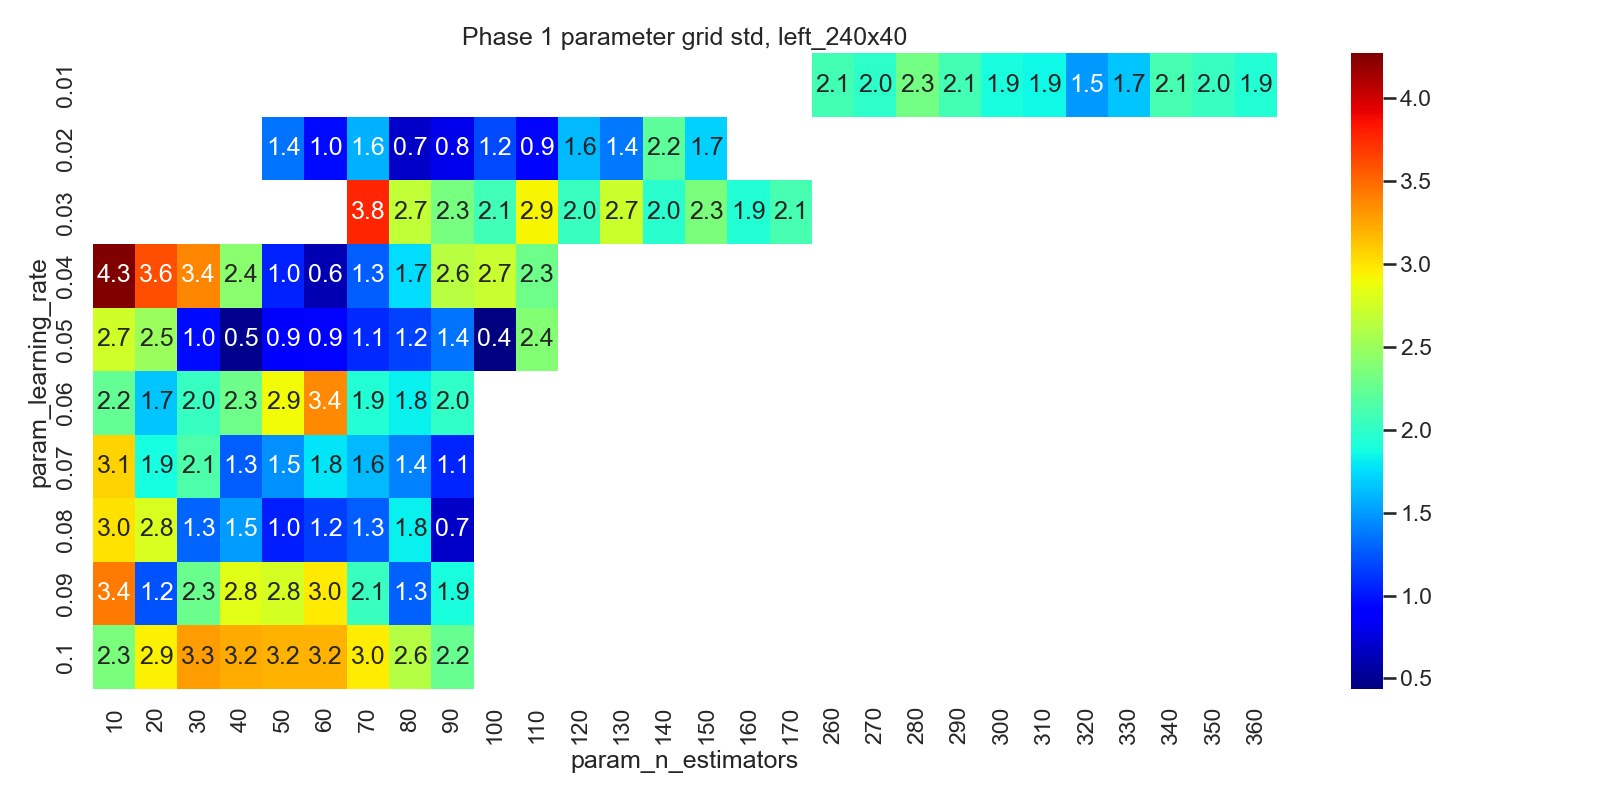 Phase 1 parameter grid std, left_240x40
param_learning_rate
0.01 2.1 2.0 2.3 2.1 1.9 1.9 1.5 1.7 2.1 2.0 1.9
0.02 1.4 1.0 1.6 0.7 0.8 1.2 0.9 1.6 1.4 2.2 1.7
0.03 3.8 2.7 2.3 2.1 2.9 2.0 2.7 2.0 2.3 1.9 2.1
0.04 4.3 3.6 3.4 2.4 1.0 0.6 1.3 1.7 2.6 2.7 2.3
0.05 2.7 2.5 1.0 0.5 0.9 0.9 1.1 1.2 1.4 0.4 2.4
0.06 2.2 1.7 2.0 2.3 2.9 3.4 1.9 1.8 2.0
0.07 3.1 1.9 2.1 1.3 1.5 1.8 1.6 1.4 1.1
0.08 3.0 2.8 1.3 1.5 1.0 1.2 1.3 1.8 0.7
0.09 3.4 1.2 2.3 2.8 2.8 3.0 2.1 1.3 1.9
0.1 2.3 2.9 3.3 3.2 3.2 3.2 3.0 2.6 2.2
10 20 30 40 50 60 70 80 90 100 110 120 130 140 150 160 170 260 270 280 290 300 310 320 330 340 350 360
param_n_estimators
4.0
3.5
3.0
2.5
2.0
1.5
1.0
0.5